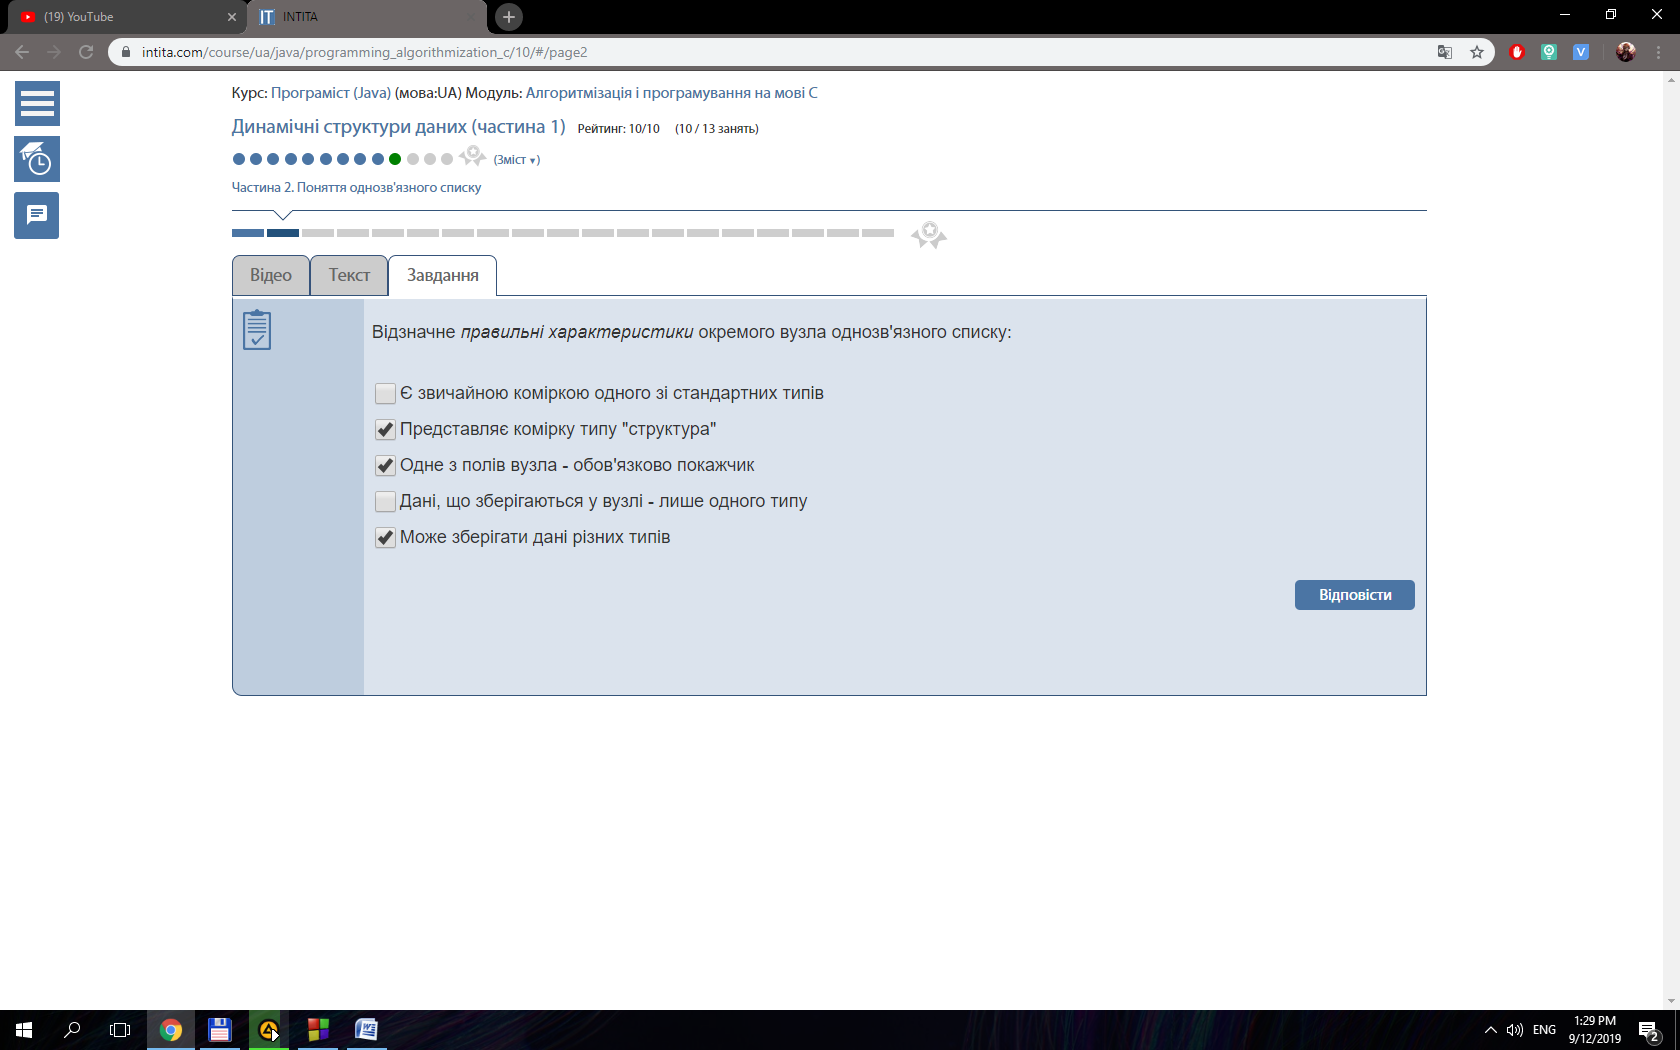 (19) YouTube
IT INTITA
intita.com/course/ua/java/programming_algorithmization_c/10/#/page2
V
Курс: Програміст (Java) (мова:UA) Модуль: Алгоритмізація і програмування на мові С
Динамічні структури даних (частина 1) Рейтинг: 10/10 (10 / 13 занять)
(Зміст ▾)
Частина 2. Поняття однозв'язного списку
Відео
Текст
Завдання
Відзначне правильні характеристики окремого вузла однозв'язного списку:
Є звичайною коміркою одного зі стандартних типів
Представляє комірку типу "структура"
Одне з полів вузла - обов'язково покажчик
Дані, що зберігаються у вузлі - лише одного типу
Може зберігати дані різних типів
Відповісти
ENG
1:29 PM
9/12/2019
2